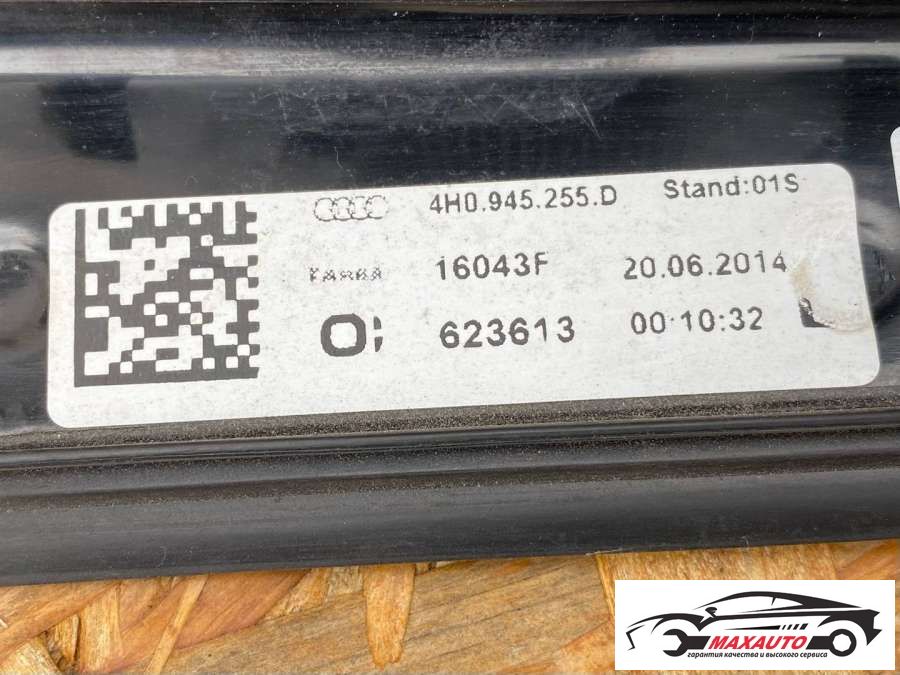 4H0.945.255.D Stand:01S
16043F 20.06.2014
O; 623613 00:10:32
MAXAUTO
гарантия качества и высокого сервиса